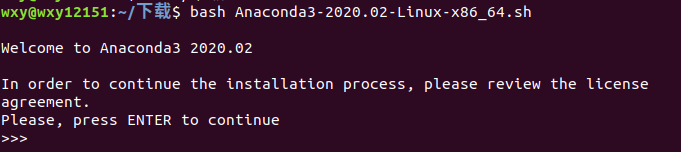 wxy@wxy12151:~/下载$ bash Anaconda3-2020.02-Linux-x86_64.sh
Welcome to Anaconda3 2020.02
In order to continue the installation process, please review the license
agreement.
Please, press ENTER to continue
>>>